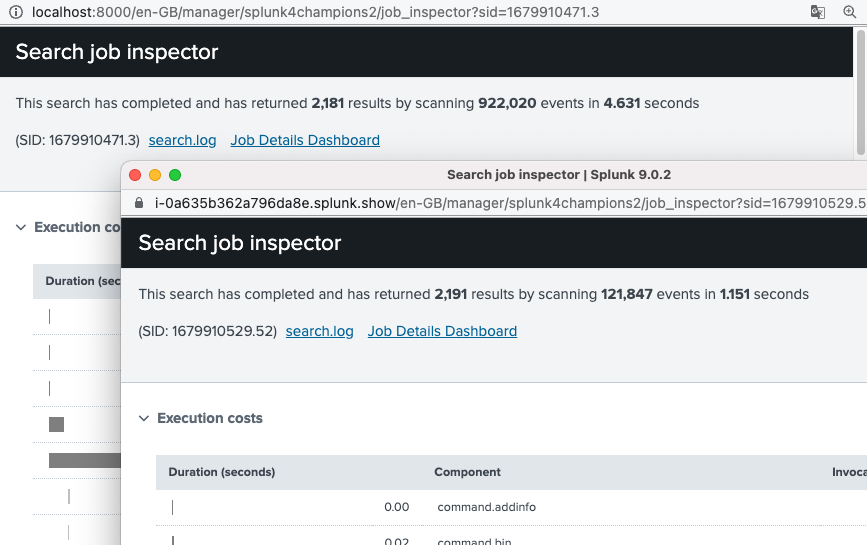 localhost:8000/en-GB/manager/splunk4champions2/job_inspector?sid=1679910471.3
Search job inspector
This search has completed and has returned 2,181 results by scanning 922,020 events in 4.631 seconds
(SID: 1679910471.3) search.log Job Details Dashboard
Execution co
Duration (sec
Search job inspector | Splunk 9.0.2
i-0a635b362a796da8e.splunk.show/en-GB/manager/splunk4champions2/job_inspector?sid=1679910529.5
Search job inspector
This search has completed and has returned 2,191 results by scanning 121,847 events in 1.151 seconds
(SID: 1679910529.52) search.log Job Details Dashboard
Execution costs
Duration (seconds) Component Invoca
0.00 command.addinfo
0.02 command.bin